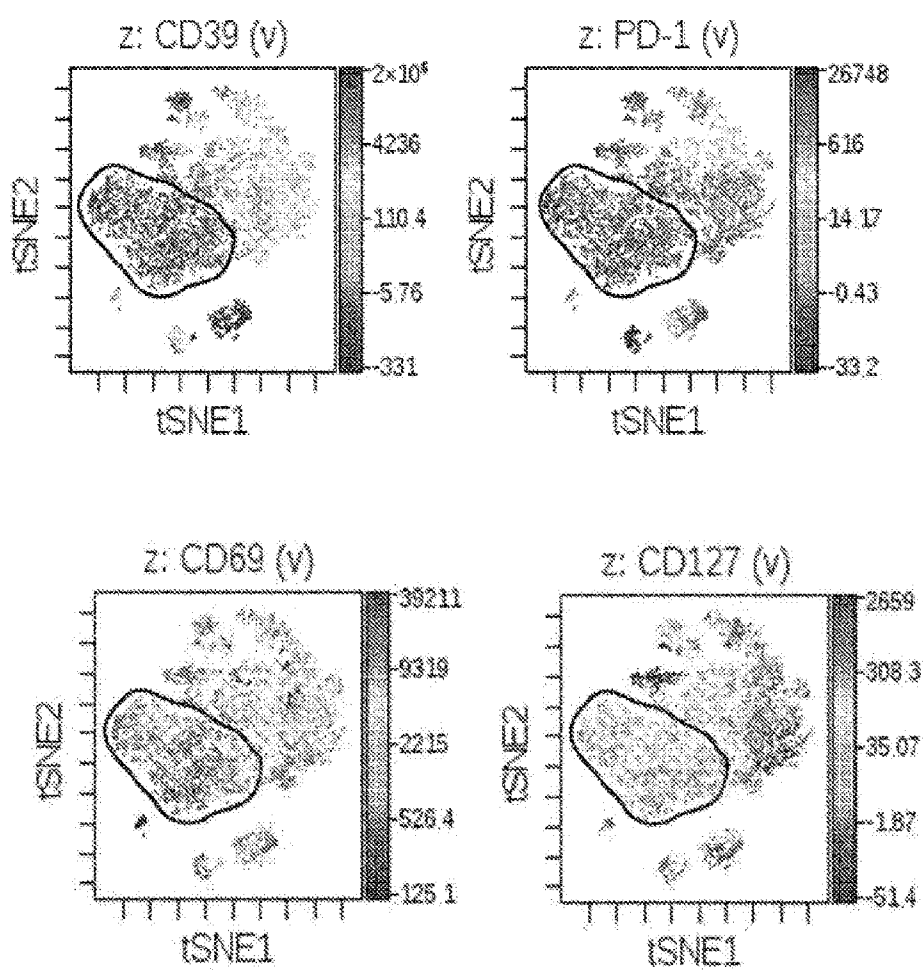 z: CD39 (v)
z: PD-1 (v)
2×10⁵
4236
110.4
-5.76
-331
26748
616
14.17
-0.43
-33.2
tSNE2
tSNE1
tSNE2
tSNE1
z: CD69 (v)
z: CD127 (v)
39211
9319
2215
526.4
125.1
2659
308.3
35.07
-1.87
-51.4
tSNE2
tSNE1
tSNE2
tSNE1